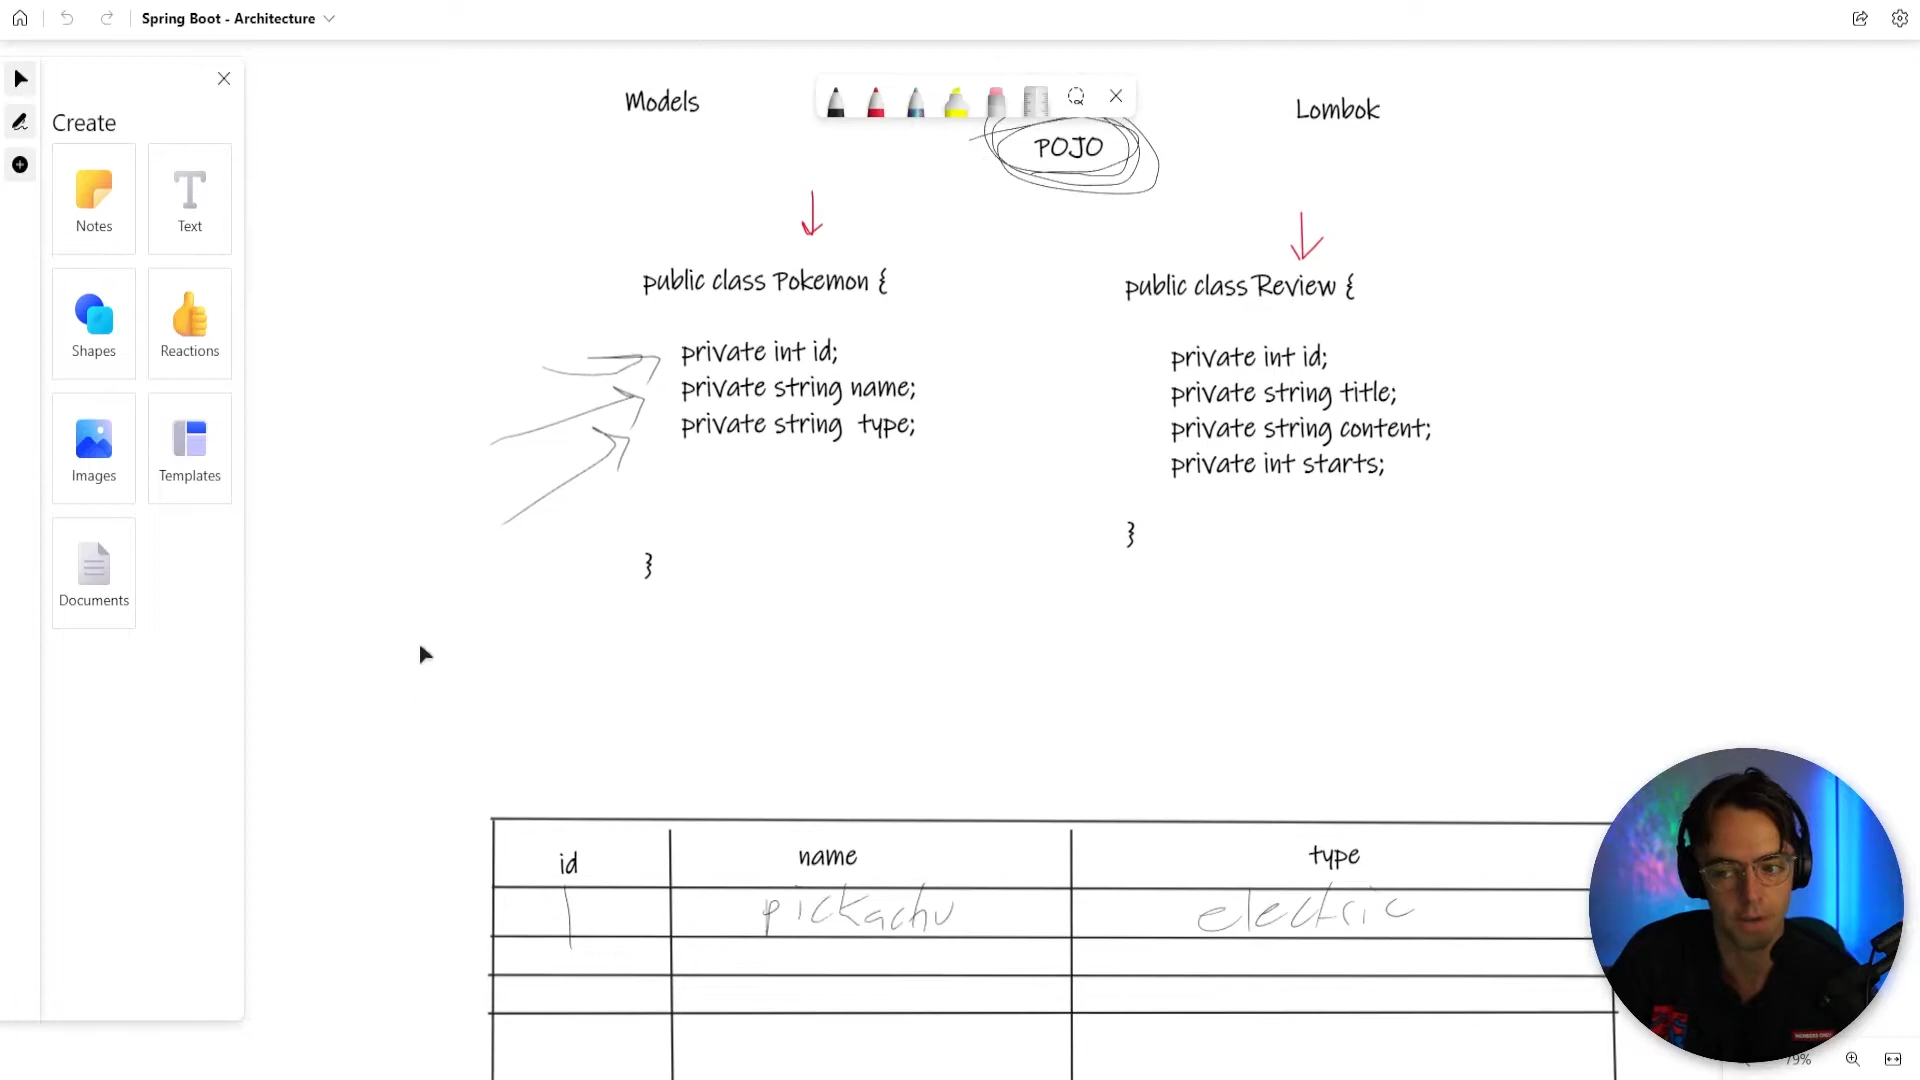 Spring Boot - Architecture
Create
Notes
Text
Shapes
Reactions
Images
Templates
Documents
Models
POJO
Lombok
public class Pokemon {
private int id;
private string name;
private string type;
}
public class Review {
private int id;
private string title;
private string content;
private int starts;
}
id name type
1 pickachu electric
79%